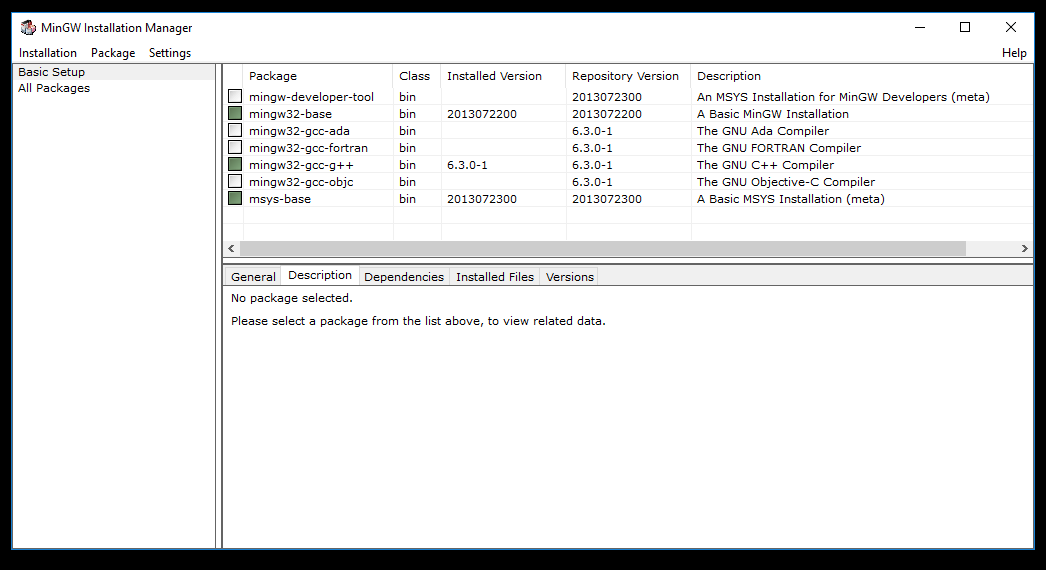 MinGW Installation Manager
Installation Package Settings Help
Basic Setup
All Packages
Package Class Installed Version Repository Version Description
mingw-developer-tool bin 2013072300 An MSYS Installation for MinGW Developers (meta)
mingw32-base bin 2013072200 2013072200 A Basic MinGW Installation
mingw32-gcc-ada bin 6.3.0-1 The GNU Ada Compiler
mingw32-gcc-fortran bin 6.3.0-1 The GNU FORTRAN Compiler
mingw32-gcc-g++ bin 6.3.0-1 6.3.0-1 The GNU C++ Compiler
mingw32-gcc-objc bin 6.3.0-1 The GNU Objective-C Compiler
msys-base bin 2013072300 2013072300 A Basic MSYS Installation (meta)
General Description Dependencies Installed Files Versions
No package selected.
Please select a package from the list above, to view related data.